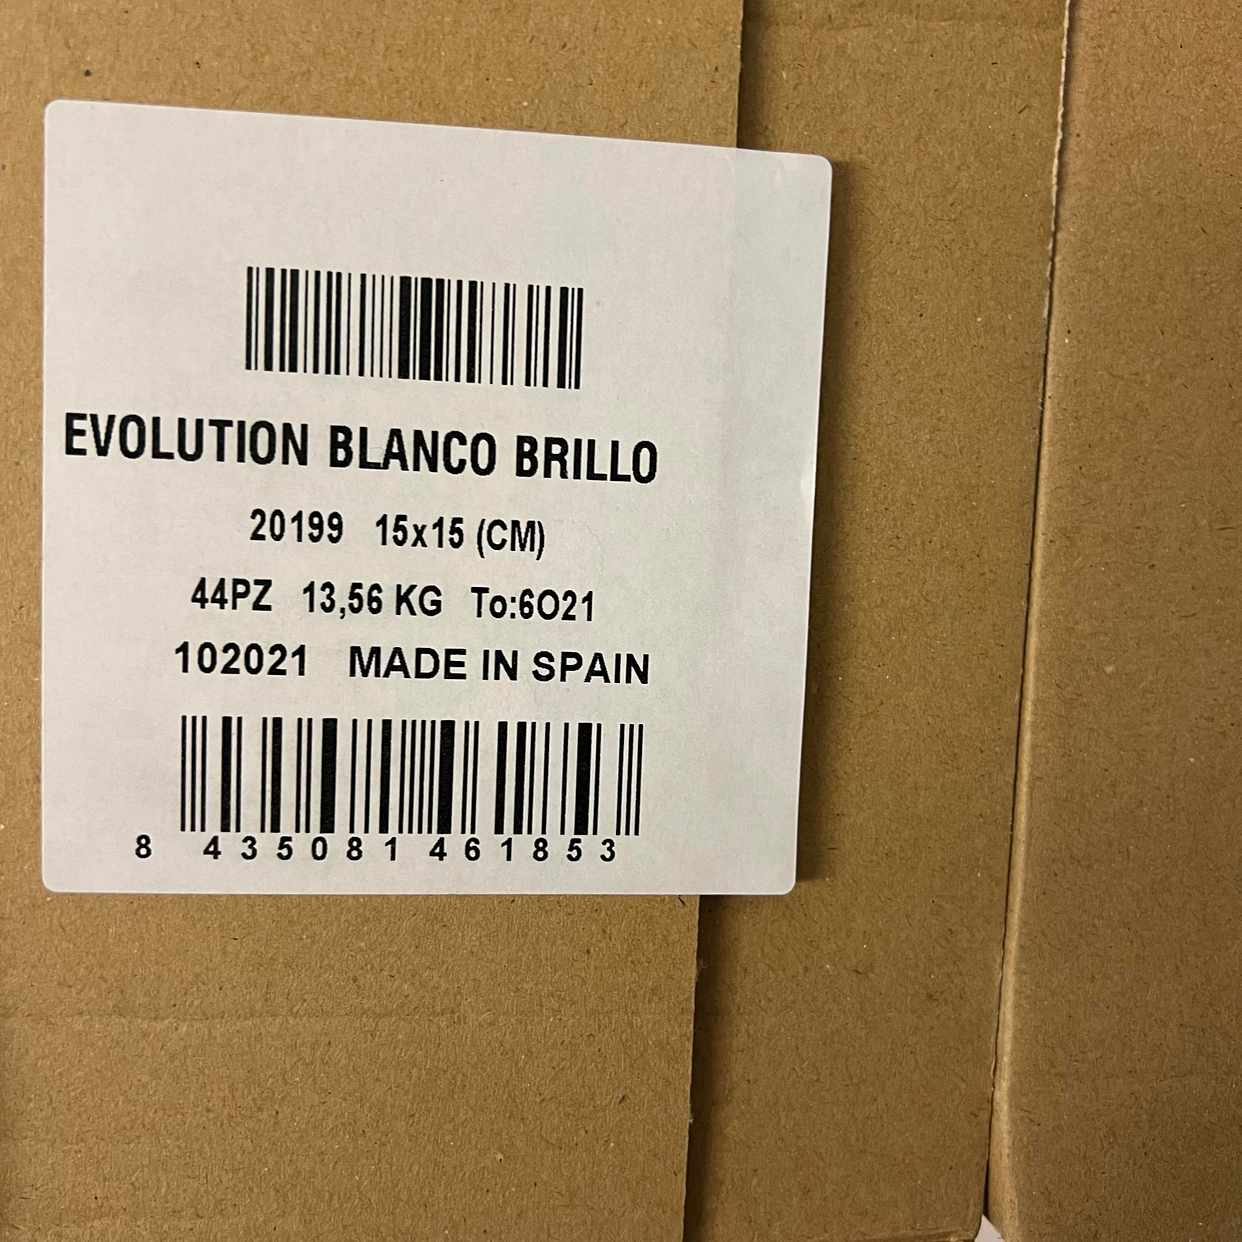 EVOLUTION BLANCO BRILLO
20199 15x15 (CM)
44PZ 13,56 KG To:6O21
102021 MADE IN SPAIN
8 435081 461853